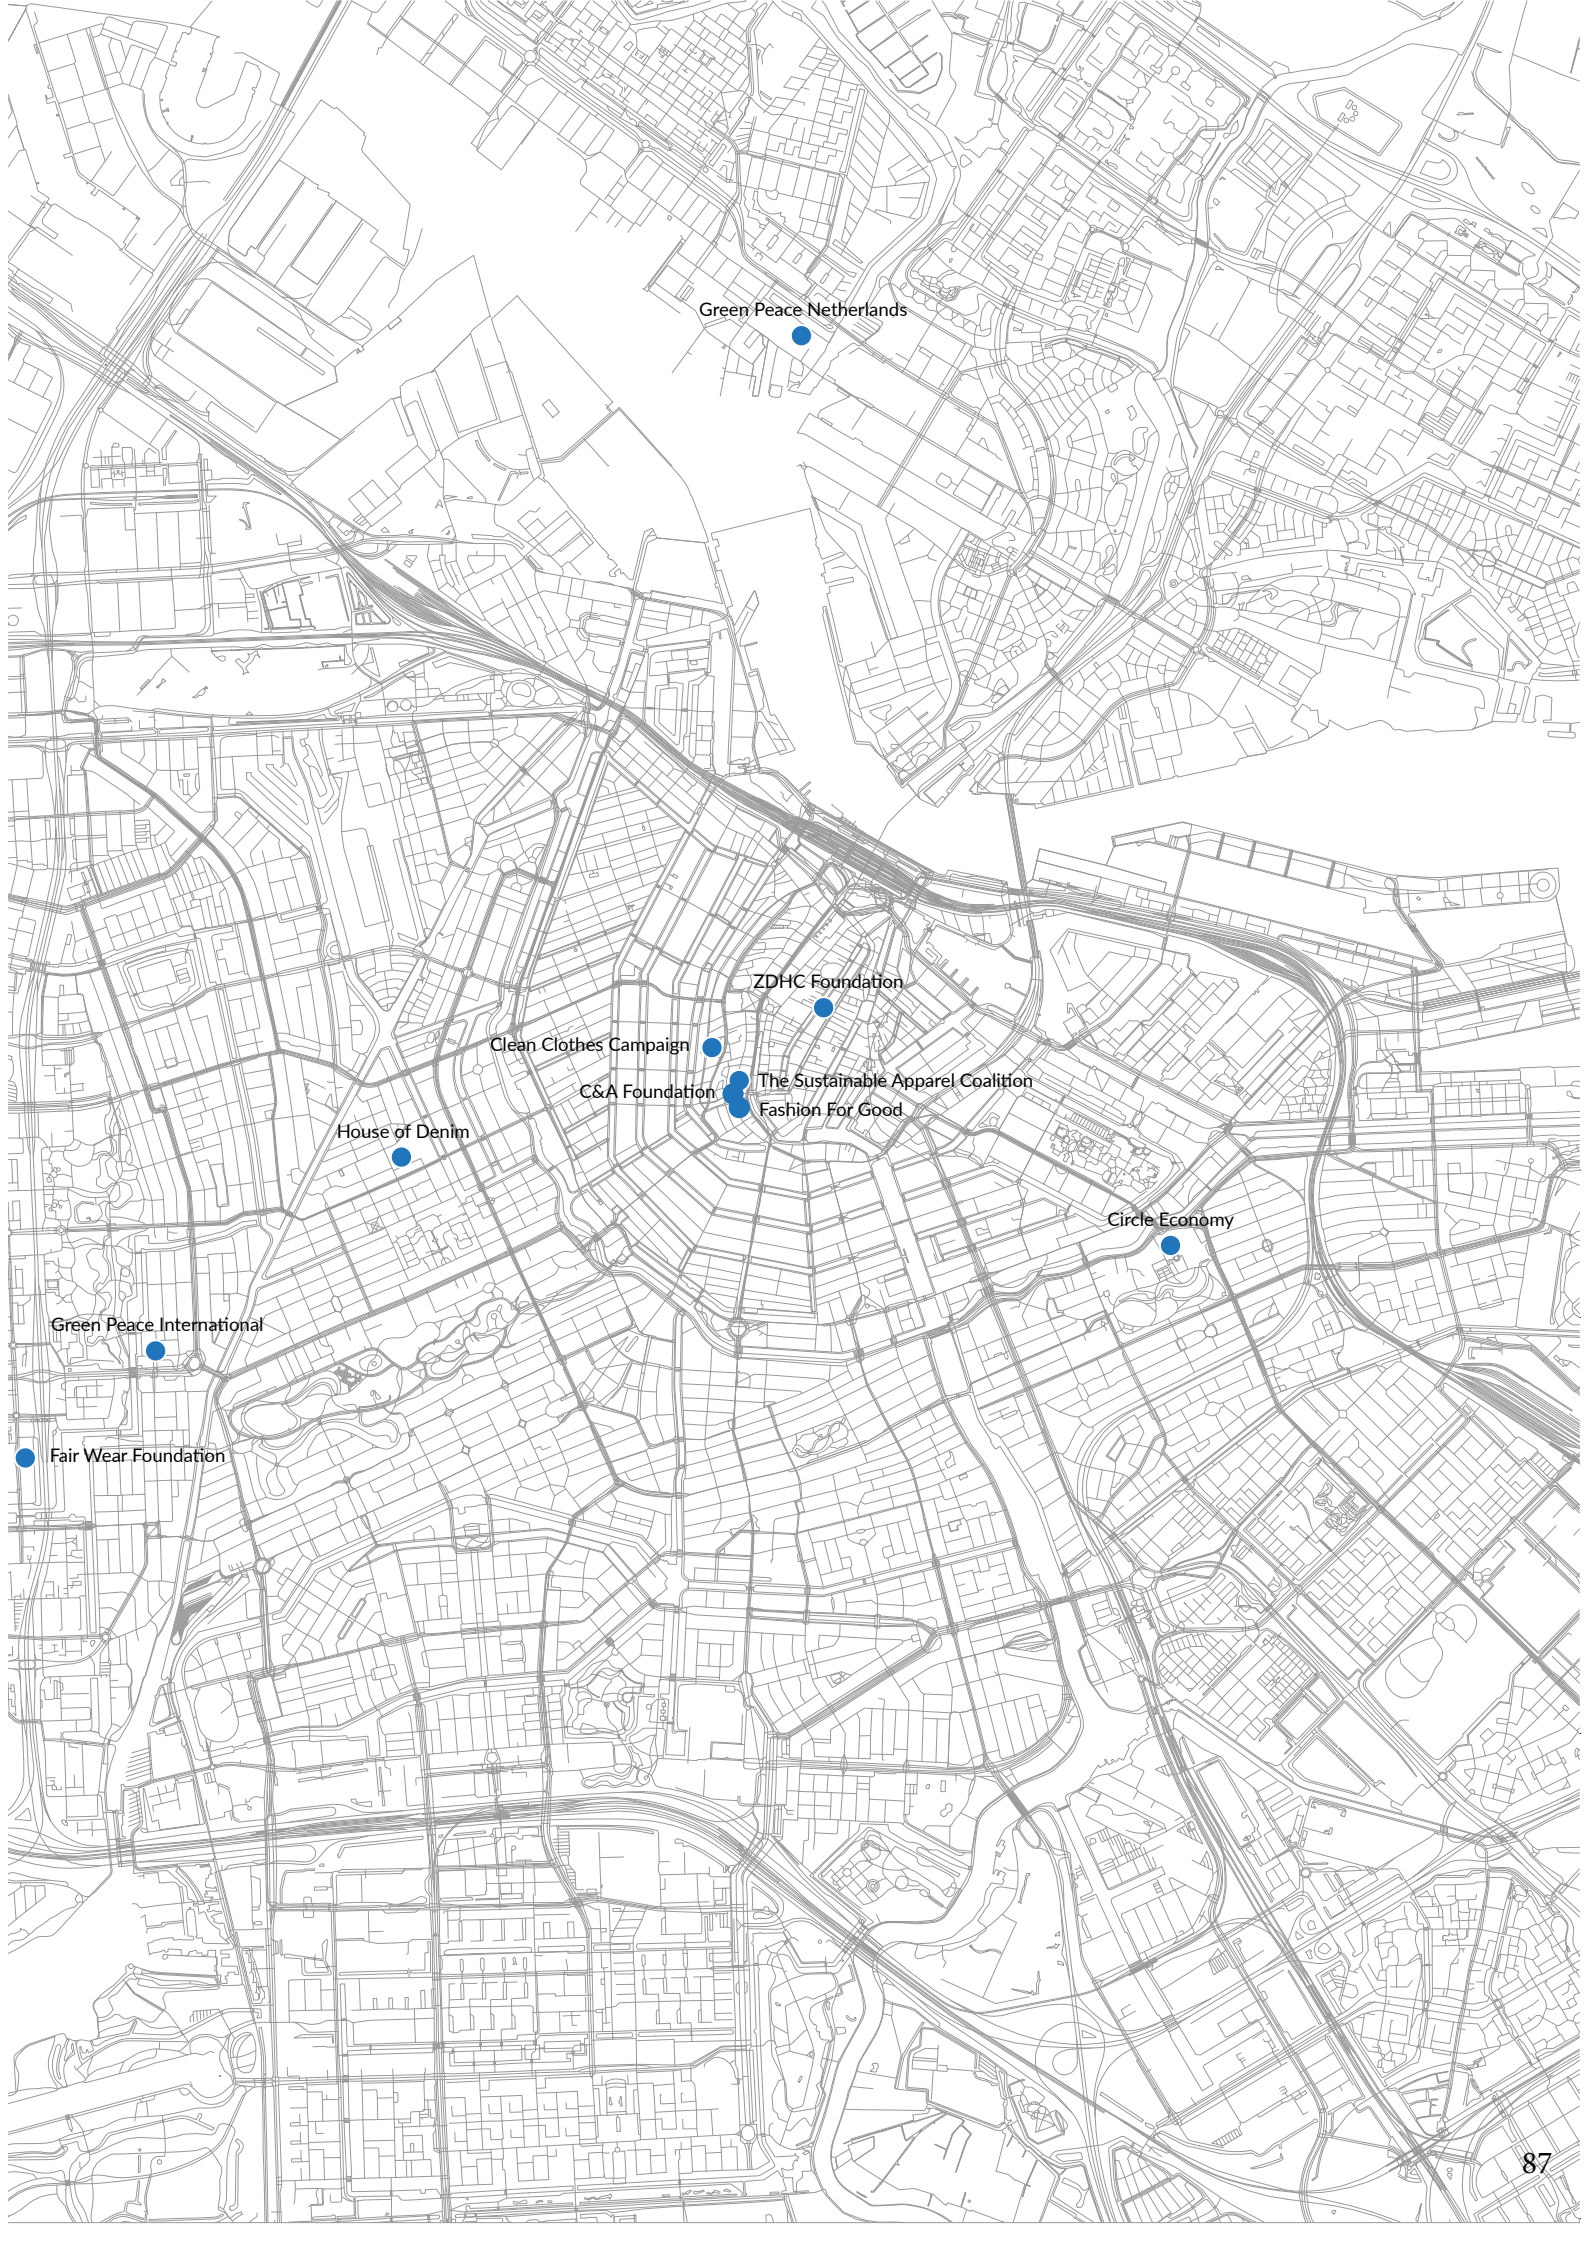 Green Peace Netherlands
ZDHC Foundation
Clean Clothes Campaign
The Sustainable Apparel Coalition
C&A Foundation
Fashion For Good
House of Denim
Circle Economy
Green Peace International
Fair Wear Foundation
87